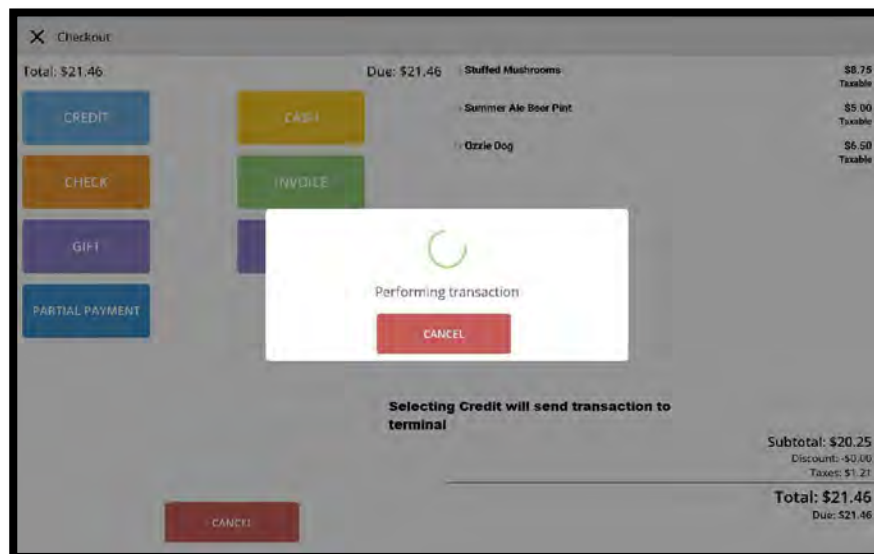 Checkout
Total: $21.46
Due: $21.46
CREDIT
CASH
CHECK
INVOICE
GIFT
PARTIAL PAYMENT
Stuffed Mushrooms
$8.75
Taxable
Summer Ale Beer Pint
$5.00
Taxable
Ozzie Dog
$6.50
Taxable
Performing transaction
CANCEL
Selecting Credit will send transaction to
terminal
Subtotal: $20.25
Discount: -$0.00
Taxes: $1.21
Total: $21.46
Due: $21.46
CANCEL